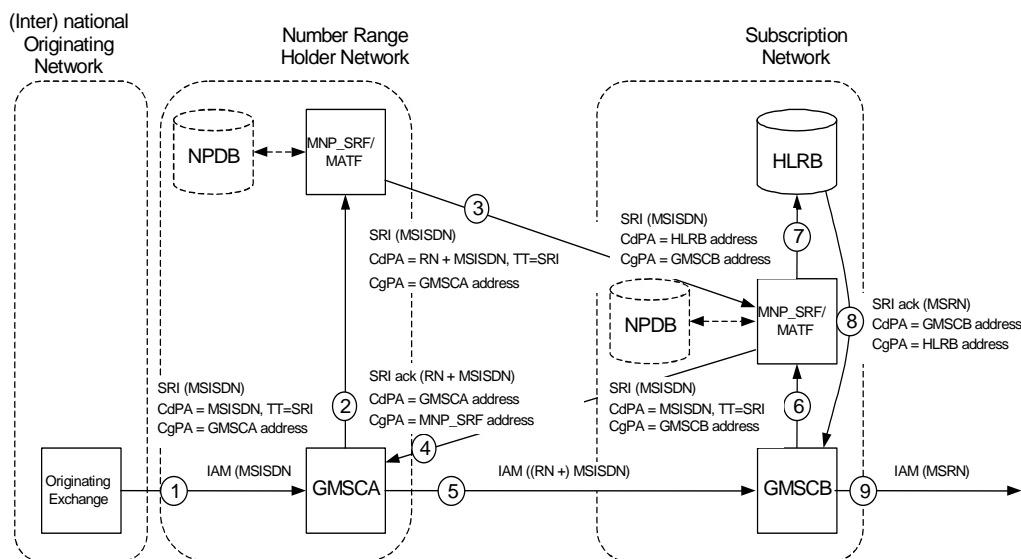 (Inter) national
Originating
Network
Number Range
Holder Network
Subscription
Network
NPDB
MNP_SRF/
MATF
HLRB
3
SRI (MSISDN)
CdPA = RN + MSISDN, TT=SRI
CgPA = GMSCA address
SRI (MSISDN)
CdPA = HLRB address
CgPA = GMSCB address
7
NPDB
MNP_SRF/
MATF
8
SRI ack (MSRN)
CdPA = GMSCB address
CgPA = HLRB address
SRI (MSISDN)
CdPA = MSISDN, TT=SRI
CgPA = GMSCA address
2
SRI ack (RN + MSISDN)
CdPA = GMSCA address
CgPA = MNP_SRF address
4
SRI (MSISDN)
CdPA = MSISDN, TT=SRI
CgPA = GMSCB address
6
Originating
Exchange
1
IAM (MSISDN
GMSCA
5
IAM ((RN +) MSISDN)
GMSCB
9
IAM (MSRN)